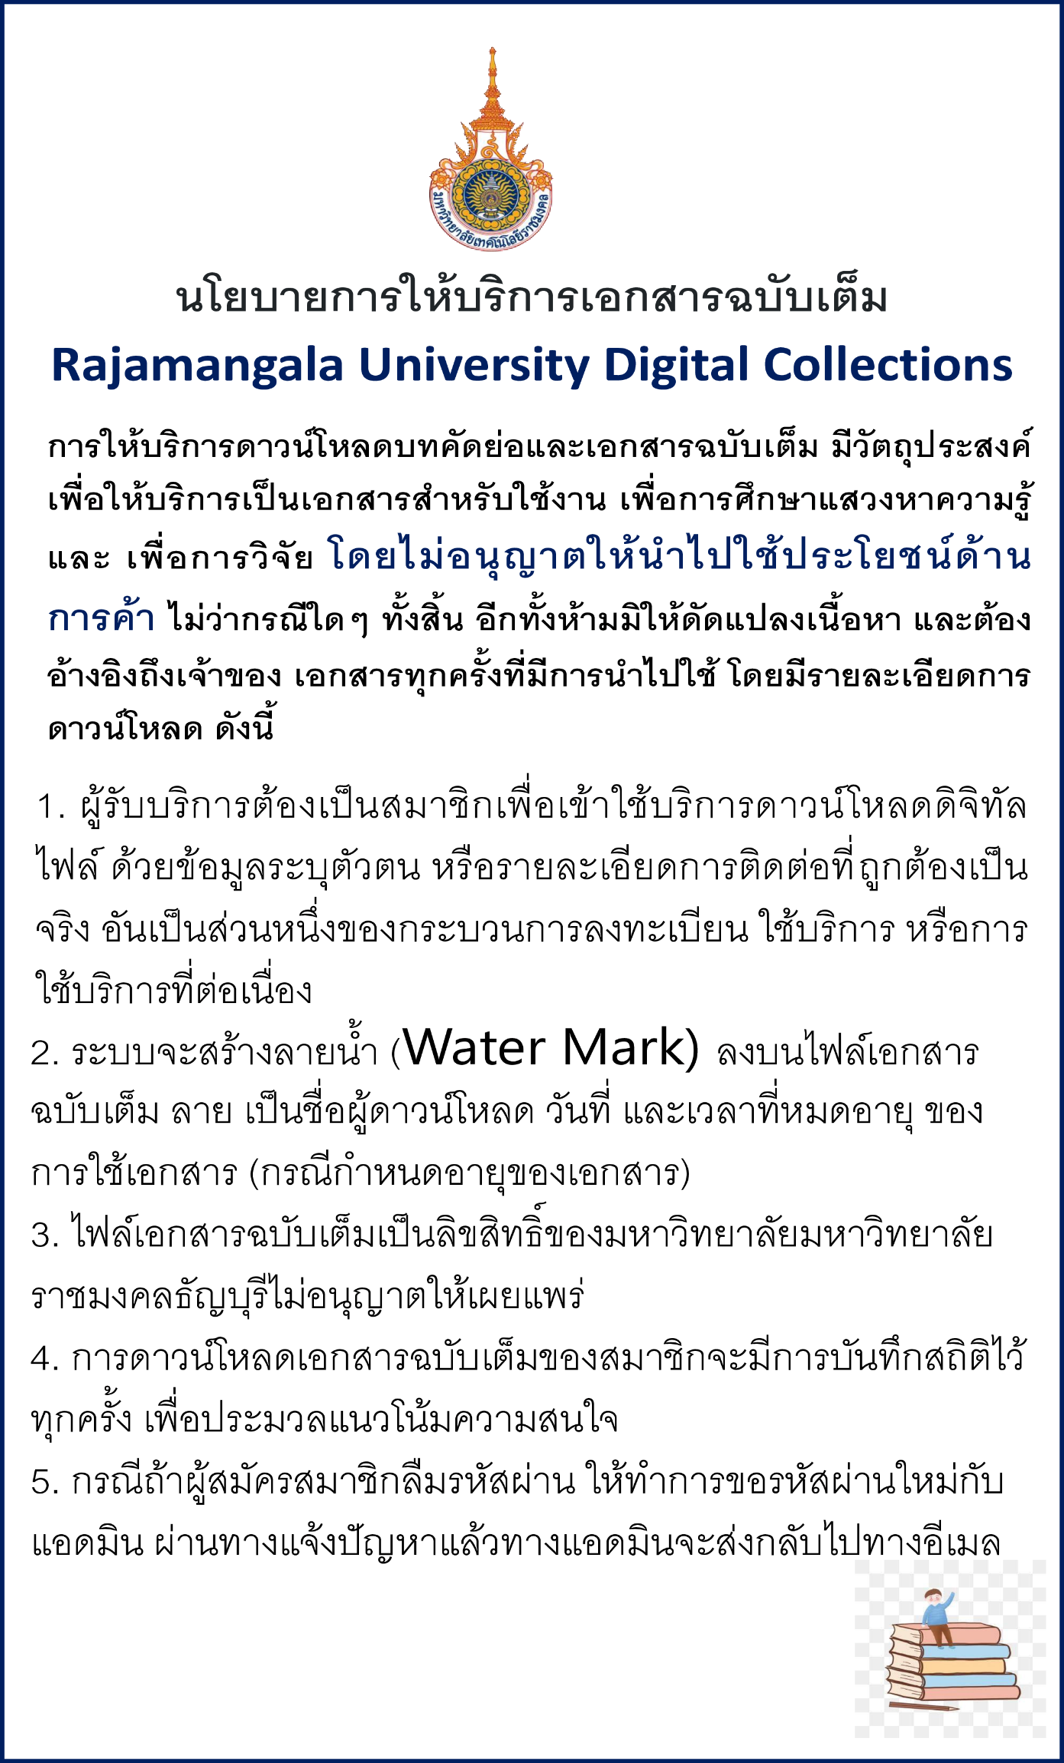 มหาวิทยาลัยเทคโนโลยีราชมงคล
นโยบายการให้บริการเอกสารฉบับเต็ม
Rajamangala University Digital Collections
การให้บริการดาวน์โหลดบทคัดย่อและเอกสารฉบับเต็ม มีวัตถุประสงค์
เพื่อให้บริการเป็นเอกสารสำหรับใช้งาน เพื่อการศึกษาแสวงหาความรู้
และ เพื่อการวิจัย โดยไม่อนุญาตให้นำไปใช้ประโยชน์ด้าน
การค้า ไม่ว่ากรณีใดๆ ทั้งสิ้น อีกทั้งห้ามมิให้ดัดแปลงเนื้อหา และต้อง
อ้างอิงถึงเจ้าของ เอกสารทุกครั้งที่มีการนำไปใช้ โดยมีรายละเอียดการ
ดาวน์โหลด ดังนี้
1. ผู้รับบริการต้องเป็นสมาชิกเพื่อเข้าใช้บริการดาวน์โหลดดิจิทัล
ไฟล์ ด้วยข้อมูลระบุตัวตน หรือรายละเอียดการติดต่อที่ถูกต้องเป็น
จริง อันเป็นส่วนหนึ่งของกระบวนการลงทะเบียน ใช้บริการ หรือการ
ใช้บริการที่ต่อเนื่อง
2. ระบบจะสร้างลายน้ำ (Water Mark) ลงบนไฟล์เอกสาร
ฉบับเต็ม ลาย เป็นชื่อผู้ดาวน์โหลด วันที่ และเวลาที่หมดอายุ ของ
การใช้เอกสาร (กรณีกำหนดอายุของเอกสาร)
3. ไฟล์เอกสารฉบับเต็มเป็นลิขสิทธิ์ของมหาวิทยาลัยมหาวิทยาลัย
ราชมงคลธัญบุรีไม่อนุญาตให้เผยแพร่
4. การดาวน์โหลดเอกสารฉบับเต็มของสมาชิกจะมีการบันทึกสถิติไว้
ทุกครั้ง เพื่อประมวลแนวโน้มความสนใจ
5. กรณีถ้าผู้สมัครสมาชิกลืมรหัสผ่าน ให้ทำการขอรหัสผ่านใหม่กับ
แอดมิน ผ่านทางแจ้งปัญหาแล้วทางแอดมินจะส่งกลับไปทางอีเมล